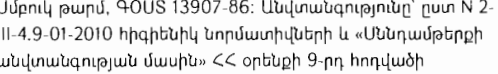 Սմբուկ թարմ, ԳՕՍՏ 13907-86: Անվտանգությունը՝ ըստ N 2-
III-4.9-01-2010 հիգիենիկ նորմատիվների և «Սննդամթերքի
անվտանգության մասին» ՀՀ օրենքի 9-րդ հոդվածի